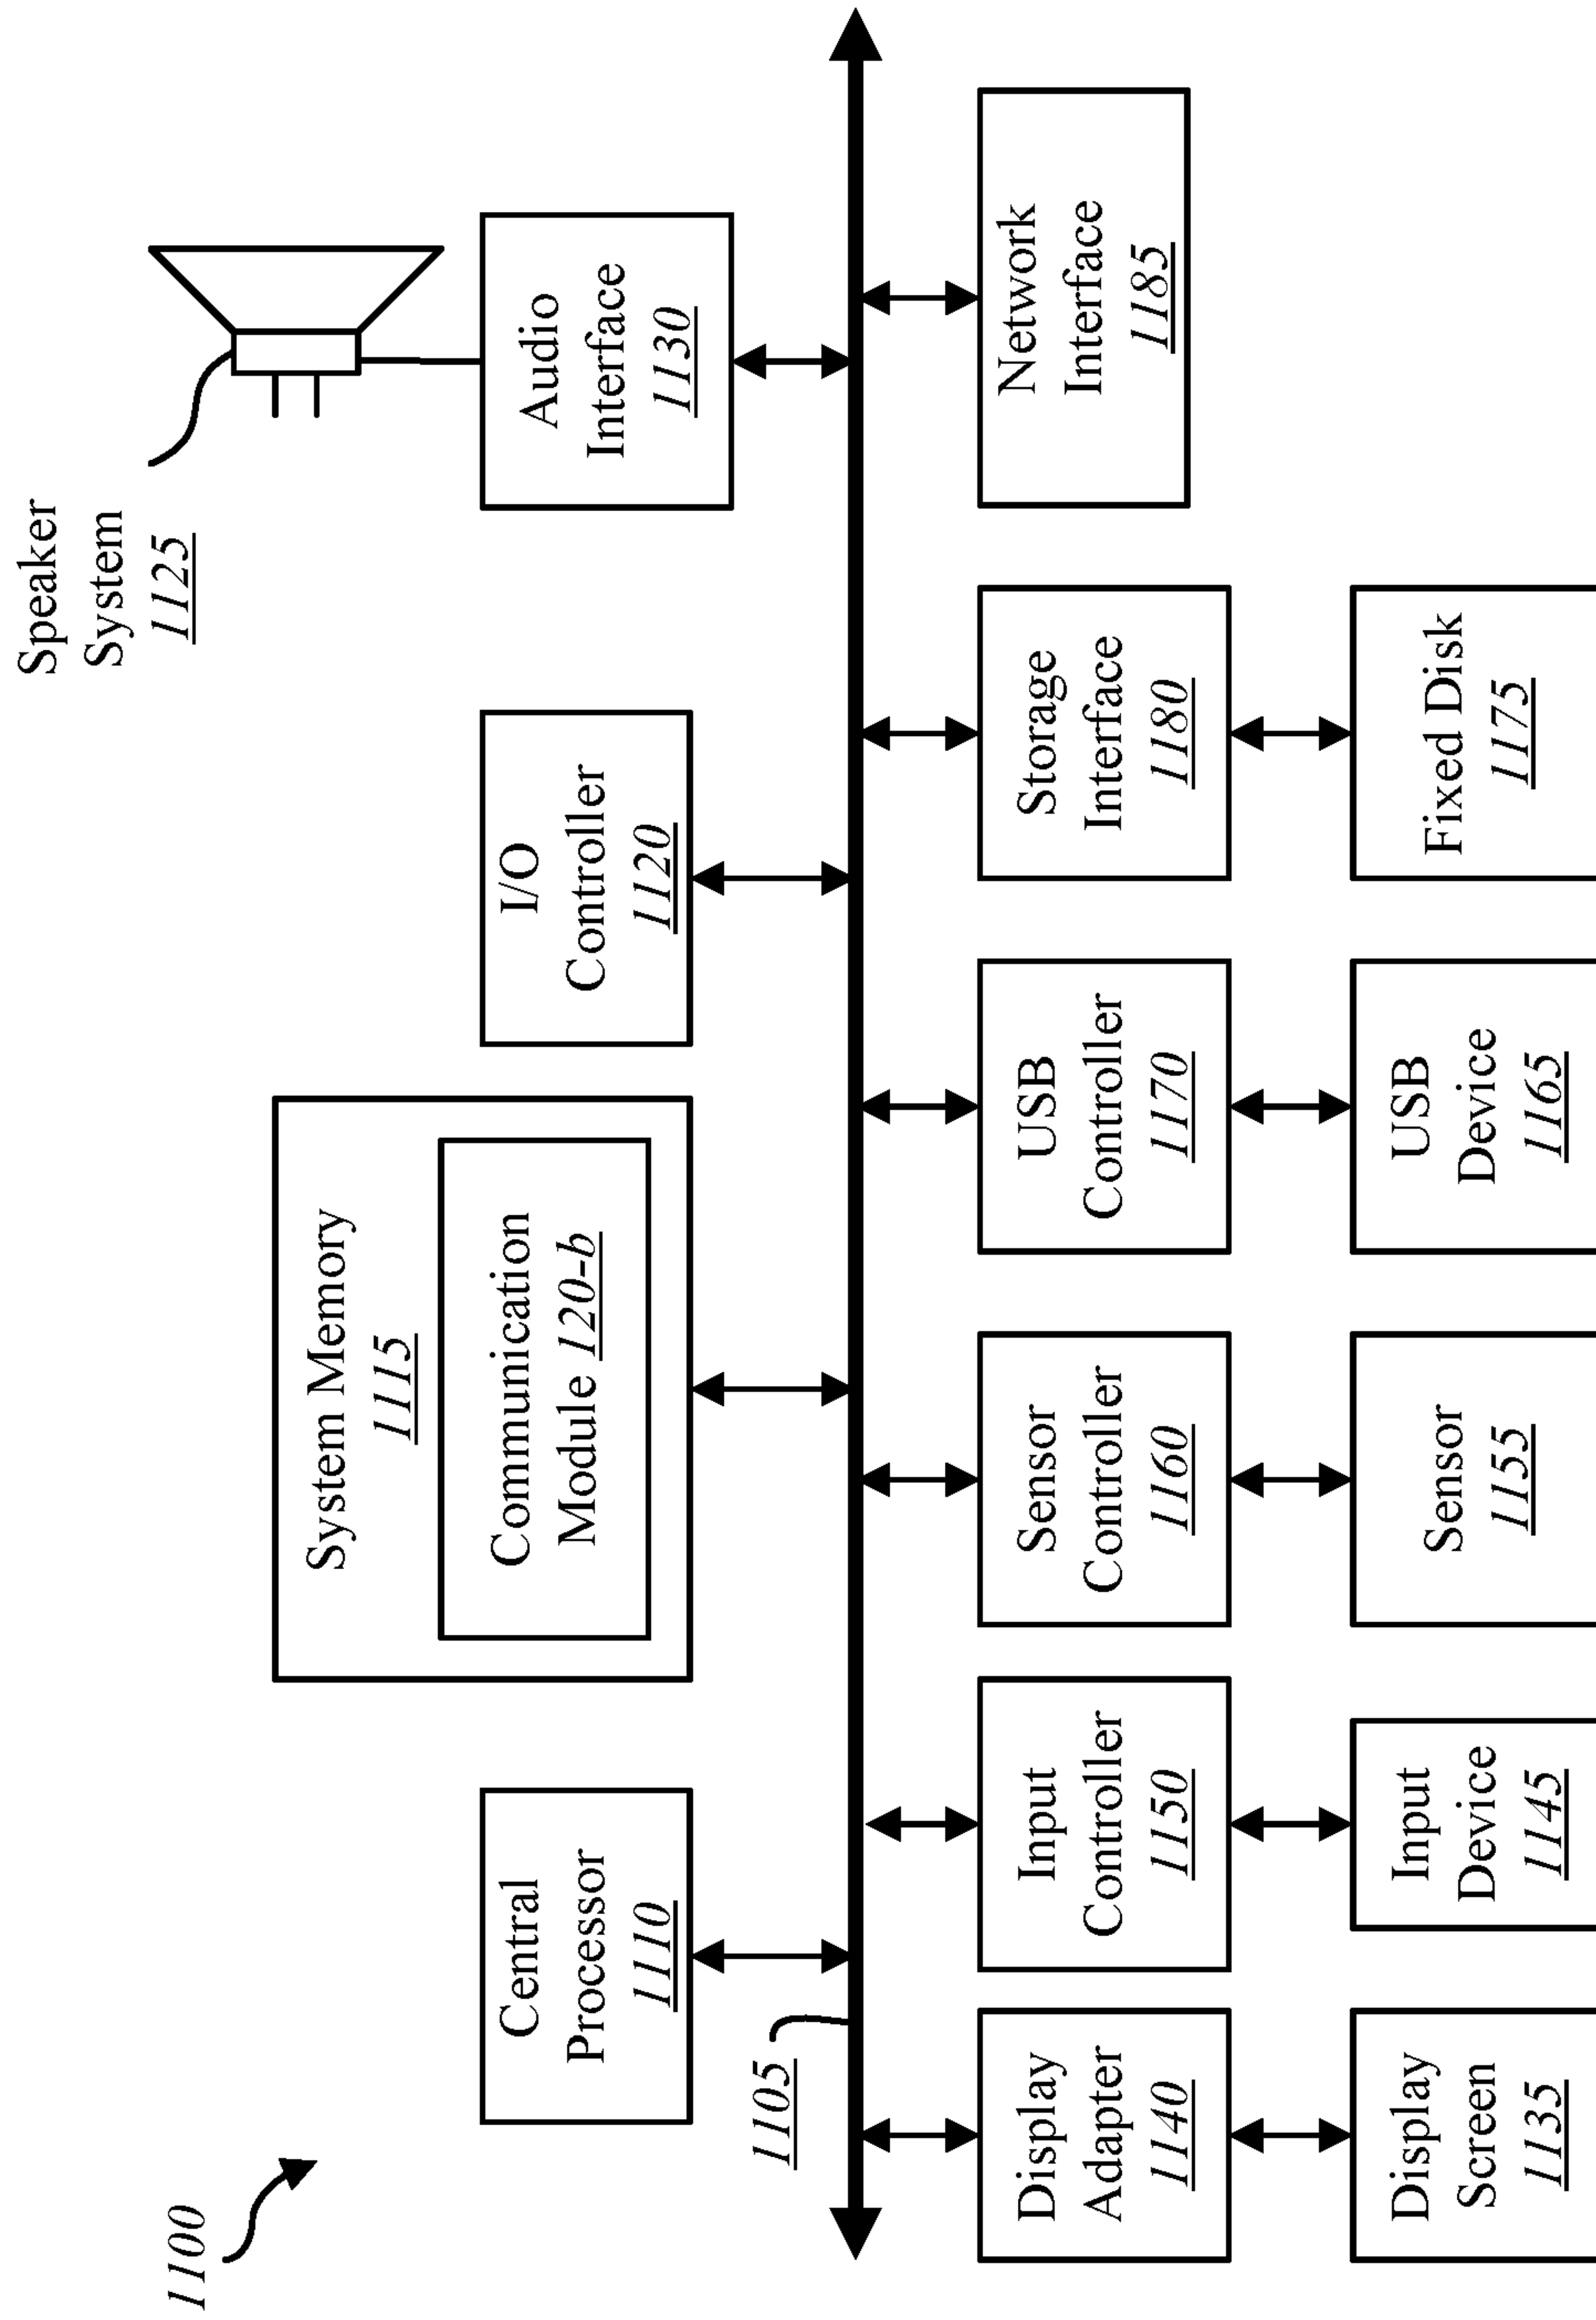 1100
Speaker
System
1125
Central
Processor
1110
System Memory
1115
Communication
Module 120-b
I/O
Controller
1120
Audio
Interface
1130
1105
Display
Adapter
1140
Input
Controller
1150
Sensor
Controller
1160
USB
Controller
1170
Storage
Interface
1180
Network
Interface
1185
Display
Screen
1135
Input
Device
1145
Sensor
1155
USB
Device
1165
Fixed Disk
1175